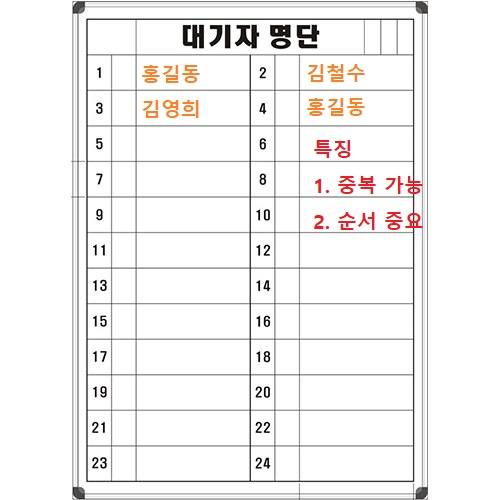 대기자 명단
1 홍길동 2 김철수
3 김영희 4 홍길동
5 6 특징
7 8 1. 중복 가능
9 10 2. 순서 중요
11 12
13 14
15 16
17 18
19 20
21 22
23 24